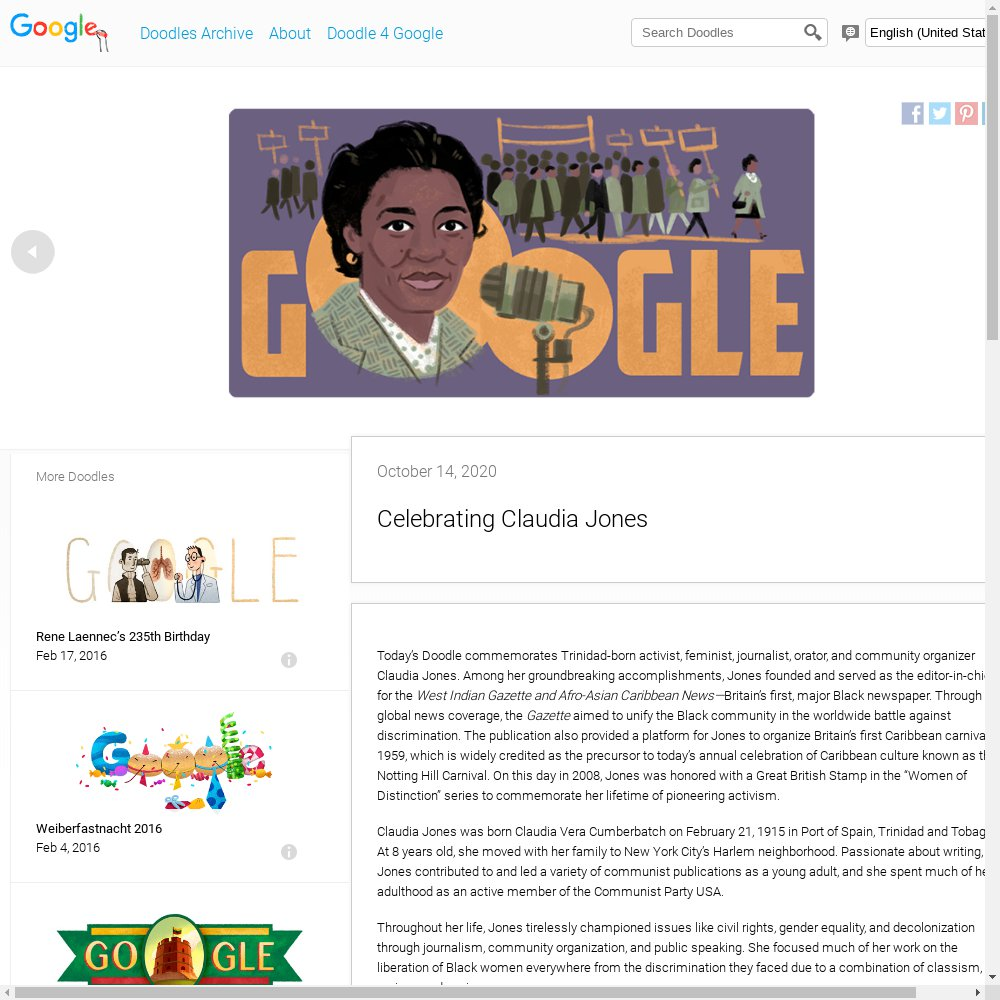 Google
Doodles Archive About Doodle 4 Google
Search Doodles
English (United Stat
GOOGLE
More Doodles
GOOGLE
Rene Laennec’s 235th Birthday
Feb 17, 2016
Google
Weiberfastnacht 2016
Feb 4, 2016
GOOGLE
October 14, 2020
Celebrating Claudia Jones
Today’s Doodle commemorates Trinidad-born activist, feminist, journalist, orator, and community organizer
Claudia Jones. Among her groundbreaking accomplishments, Jones founded and served as the editor-in-chi
for the West Indian Gazette and Afro-Asian Caribbean News—Britain’s first, major Black newspaper. Through
global news coverage, the Gazette aimed to unify the Black community in the worldwide battle against
discrimination. The publication also provided a platform for Jones to organize Britain’s first Caribbean carniva
1959, which is widely credited as the precursor to today’s annual celebration of Caribbean culture known as th
Notting Hill Carnival. On this day in 2008, Jones was honored with a Great British Stamp in the “Women of
Distinction” series to commemorate her lifetime of pioneering activism.
Claudia Jones was born Claudia Vera Cumberbatch on February 21, 1915 in Port of Spain, Trinidad and Tobag
At 8 years old, she moved with her family to New York City’s Harlem neighborhood. Passionate about writing,
Jones contributed to and led a variety of communist publications as a young adult, and she spent much of he
adulthood as an active member of the Communist Party USA.
Throughout her life, Jones tirelessly championed issues like civil rights, gender equality, and decolonization
through journalism, community organization, and public speaking. She focused much of her work on the
liberation of Black women everywhere from the discrimination they faced due to a combination of classism,